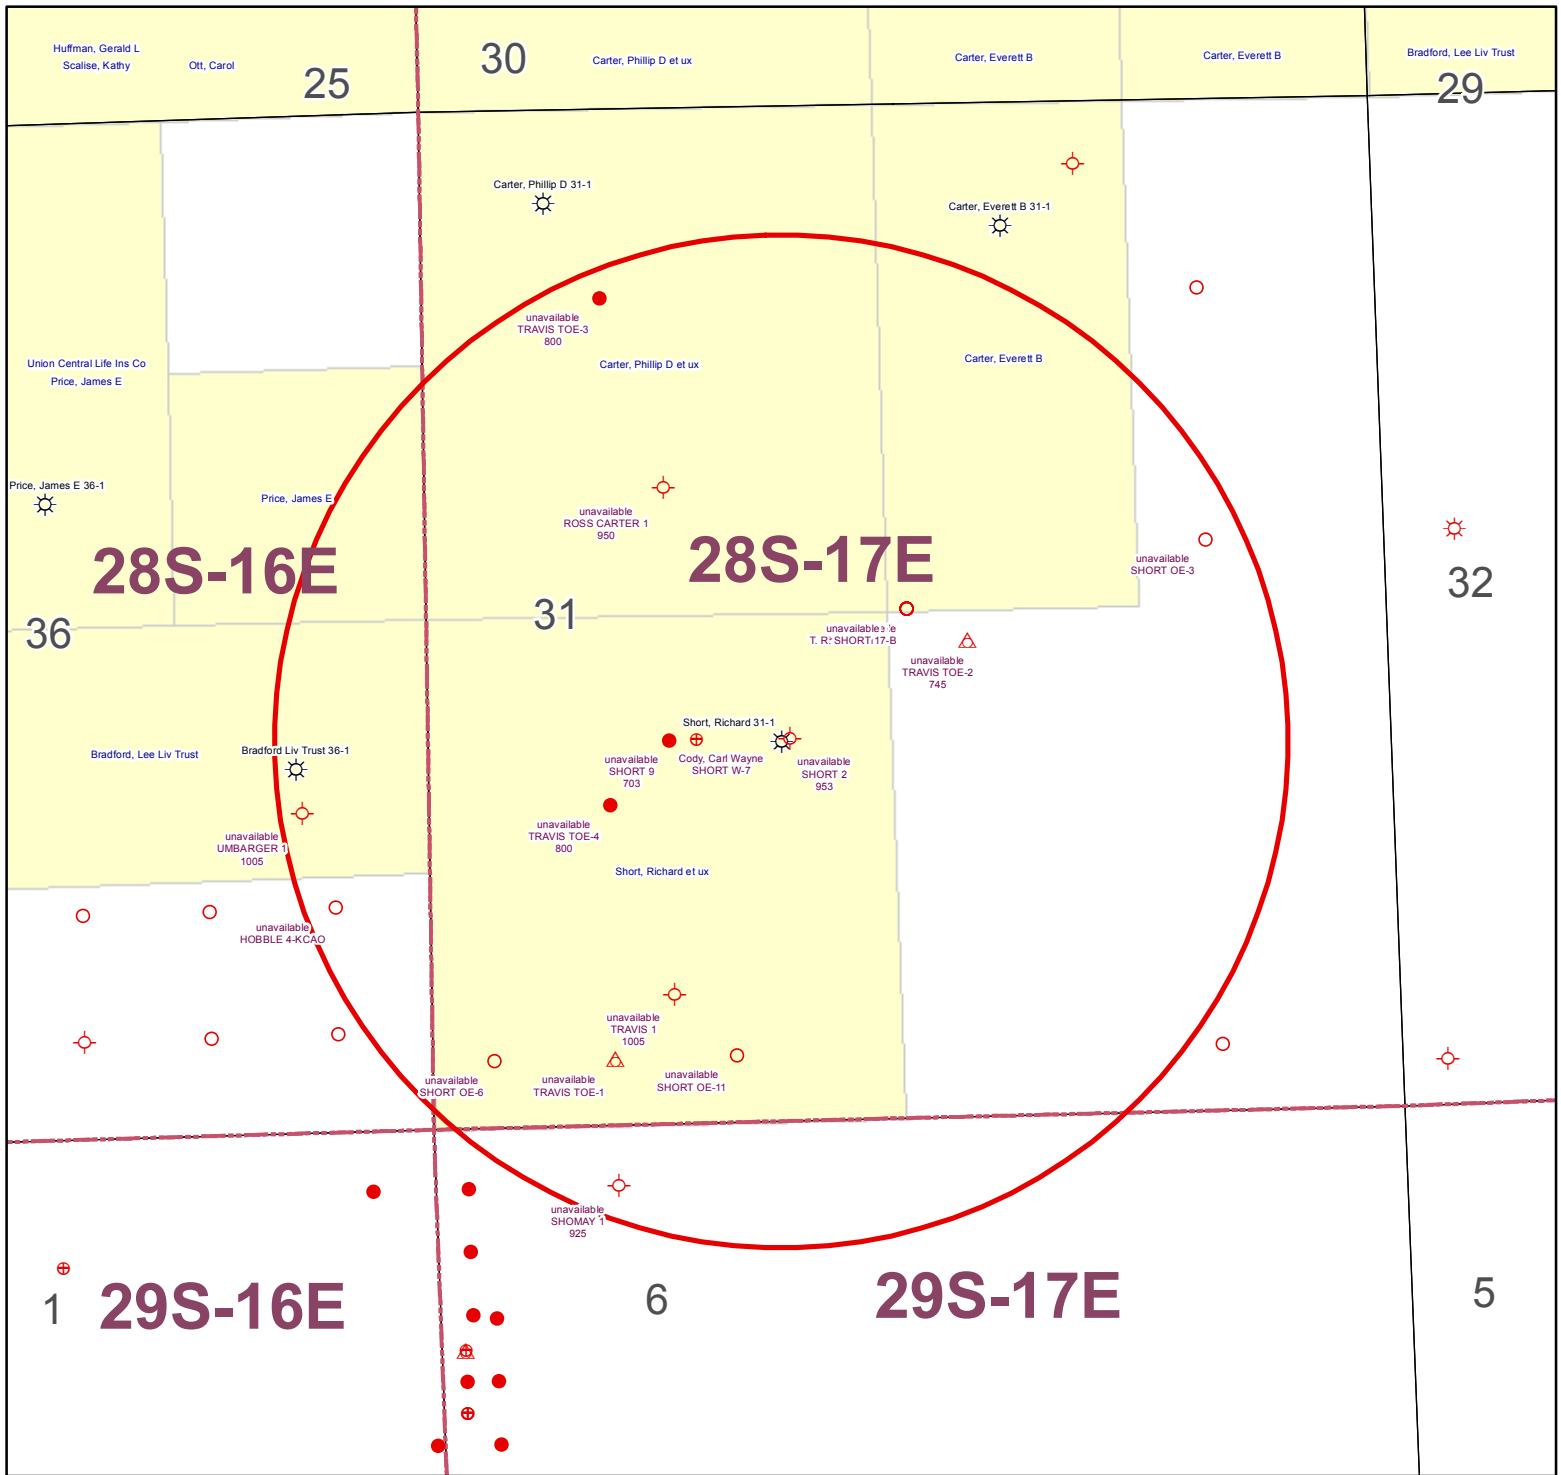 Huffman, Gerald L
Scalise, Kathy
Ott, Carol
25
30
Carter, Phillip D et ux
Carter, Everett B
Carter, Everett B
Bradford, Lee Liv Trust
29
Carter, Phillip D 31-1
Carter, Everett B 31-1
unavailable
TRAVIS TOE-3
800
Union Central Life Ins Co
Price, James E
Carter, Phillip D et ux
Carter, Everett B
Price, James E 36-1
Price, James E
unavailable
ROSS CARTER 1
950
28S-16E
28S-17E
unavailable
SHORT OE-3
32
36
31
unavailable
T. R. SHORT 17-B
unavailable
TRAVIS TOE-2
745
Short, Richard 31-1
Bradford, Lee Liv Trust
Bradford Liv Trust 36-1
unavailable
SHORT 9
703
Cody, Carl Wayne
SHORT W-7
unavailable
SHORT 2
953
unavailable
UMBARGER 1
1005
unavailable
TRAVIS TOE-4
800
Short, Richard et ux
unavailable
HOBBLE 4-KCAO
unavailable
TRAVIS 1
1005
unavailable
SHORT OE-6
unavailable
TRAVIS TOE-1
unavailable
SHORT OE-11
unavailable
SHOMAY 1
925
1
29S-16E
6
29S-17E
5